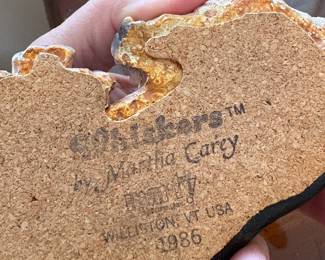 Whiskers™
by Martha Carey
WILLISTON, VT USA
1986